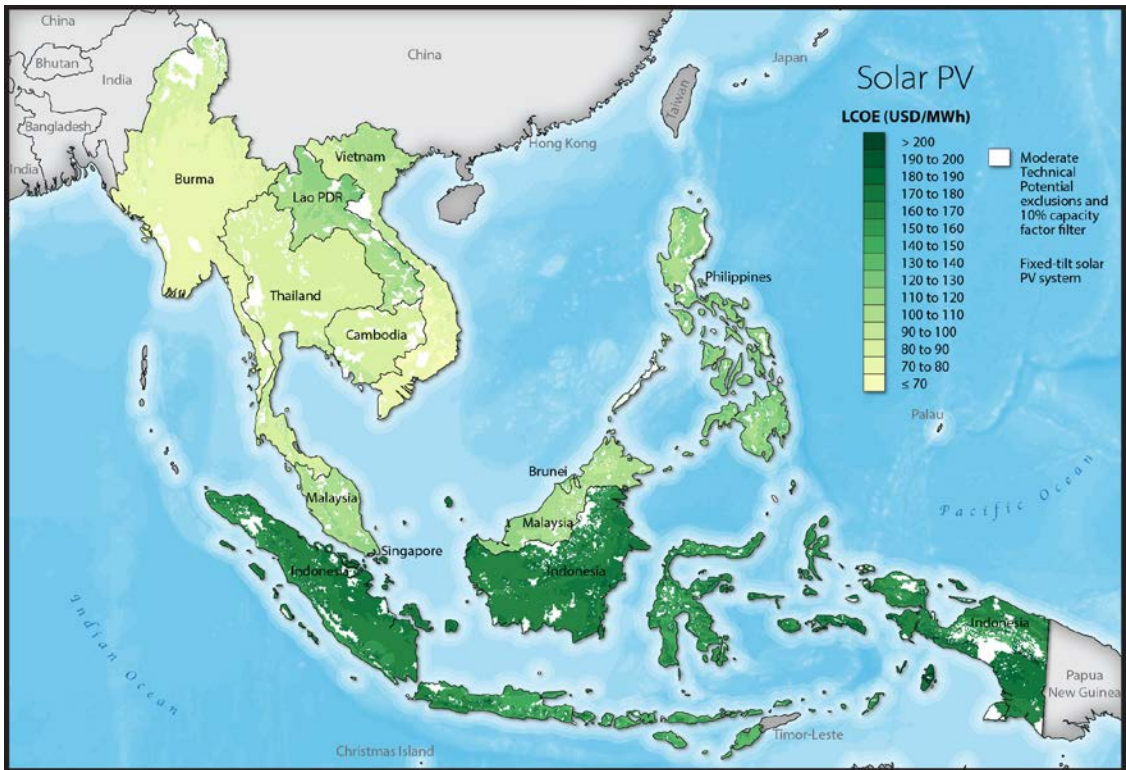 China
Bhutan
India
Bangladesh
India
China
Japan
Taiwan
Hong Kong
Burma
Vietnam
Lao PDR
Thailand
Cambodia
Philippines
Palau
Brunei
Malaysia
Malaysia
Singapore
Indonesia
Indonesia
Indonesia
Papua
New Guinea
Timor-Leste
Christmas Island
Indian Ocean
Pacific Ocean
Solar PV
LCOE (USD/MWh)
> 200
190 to 200
180 to 190
170 to 180
160 to 170
150 to 160
140 to 150
130 to 140
120 to 130
110 to 120
100 to 110
90 to 100
80 to 90
70 to 80
≤ 70
Moderate
Technical
Potential
exclusions and
10% capacity
factor filter
Fixed-tilt solar
PV system